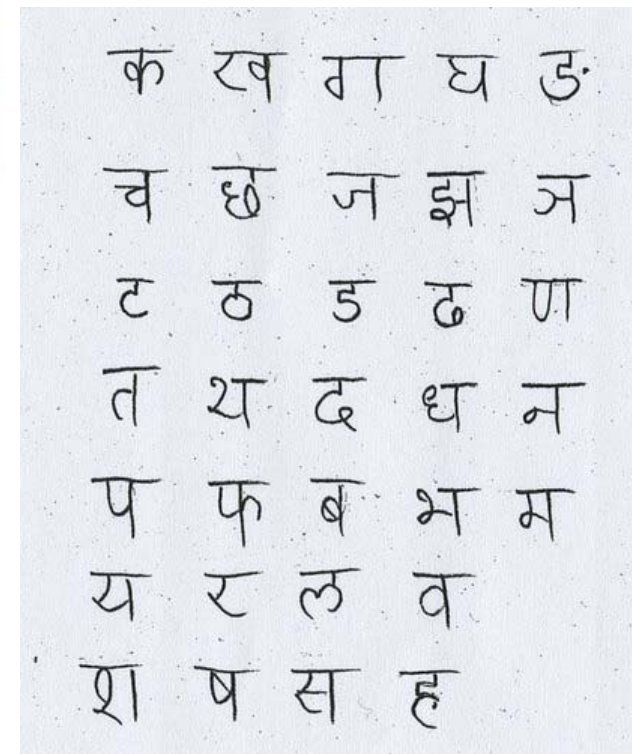 क ख ग घ ङ
च छ ज झ ञ
ट ठ ड ढ ण
त थ द ध न
प फ ब भ म
य र ल व
श ष स ह